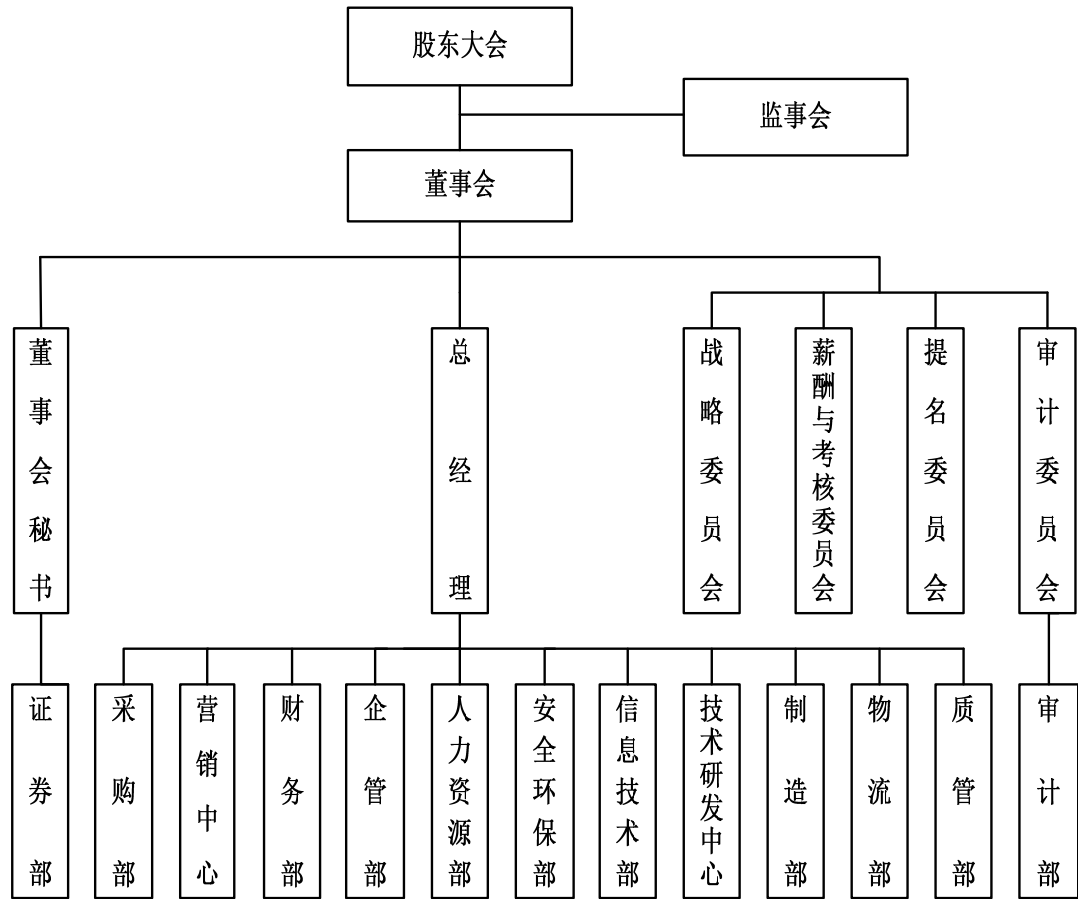 股东大会
监事会
董事会
董事会秘书
总经理
战略委员会
薪酬与考核委员会
提名委员会
审计委员会
证券部
采购部
营销中心
财务部
企管部
人力资源部
安全环保部
信息技术部
技术研发中心
制造部
物流部
质管部
审计部